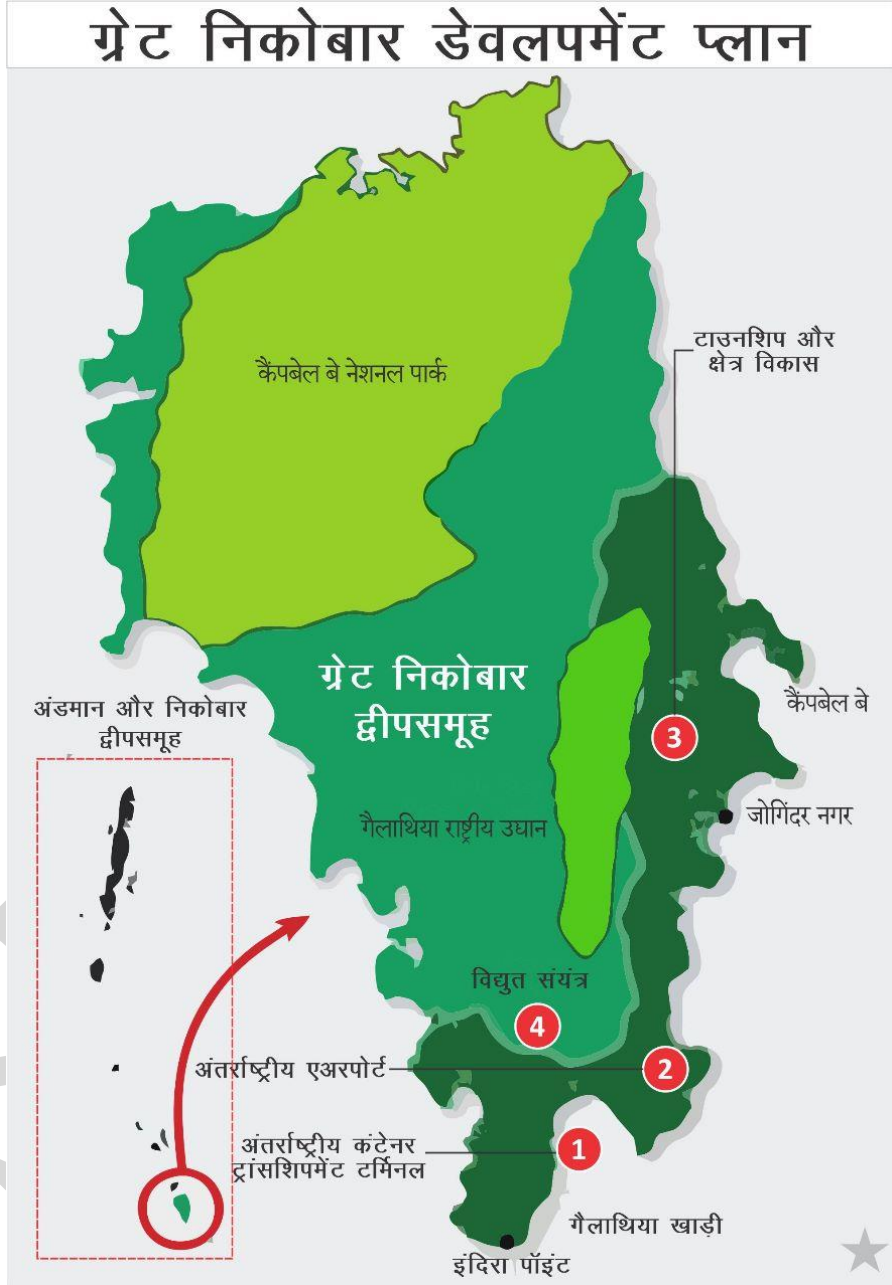 ग्रेट निकोबार डेवलपमेंट प्लान
टाउनशिप और
क्षेत्र विकास
कैंपबेल बे नेशनल पार्क
ग्रेट निकोबार
द्वीपसमूह
कैंपबेल बे
3
अंडमान और निकोबार
द्वीपसमूह
जोगिंदर नगर
गैलाथिया राष्ट्रीय उघान
विद्युत संयंत्र
4
अंतर्राष्ट्रीय एअरपोर्ट
2
अंतर्राष्ट्रीय कंटेनर
ट्रांसशिपमेंट टर्मिनल
1
गैलाथिया खाड़ी
इंदिरा पॉइंट